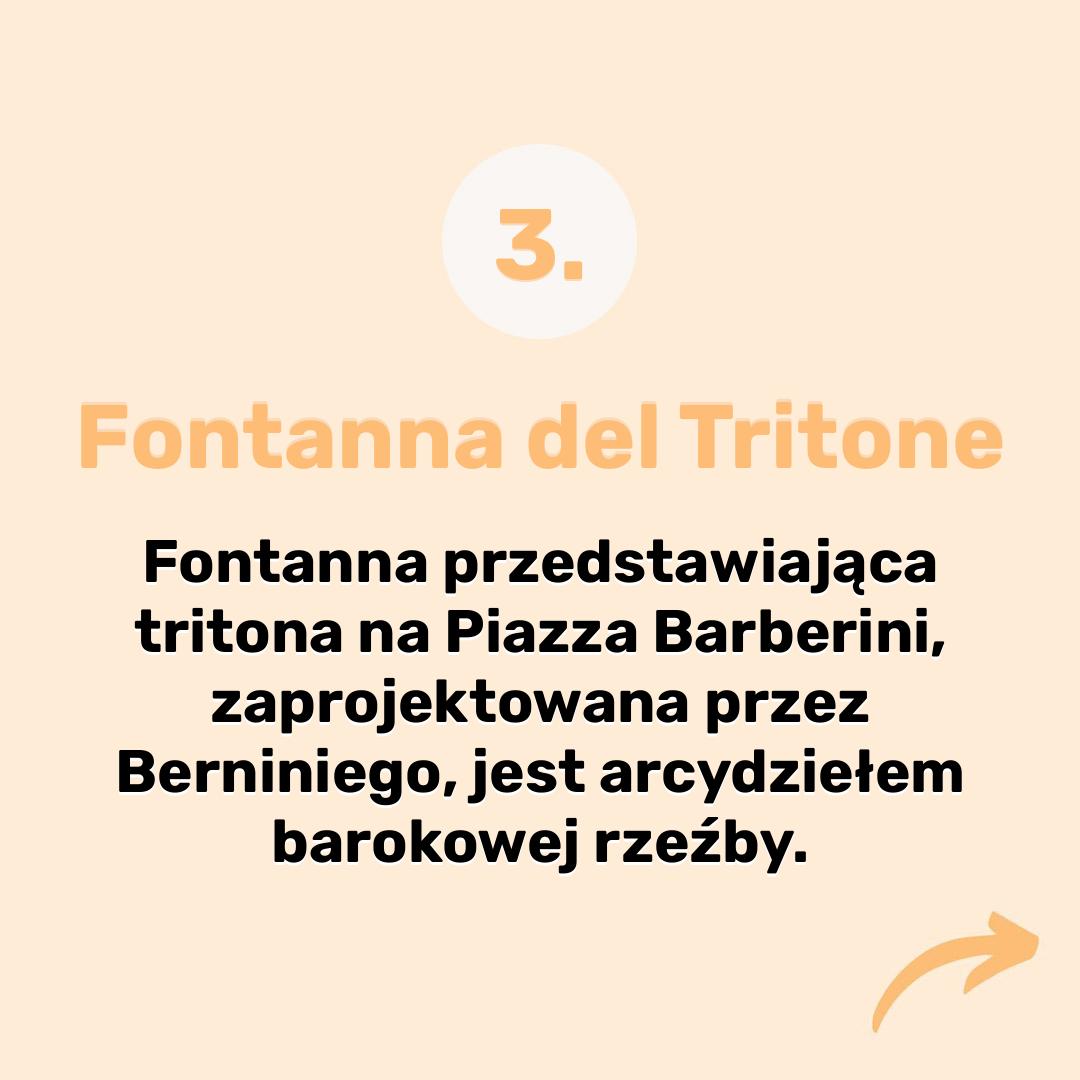 3.
Fontanna del Tritone
Fontanna przedstawiająca
tritona na Piazza Barberini,
zaprojektowana przez
Berniniego, jest arcydziełem
barokowej rzeźby.